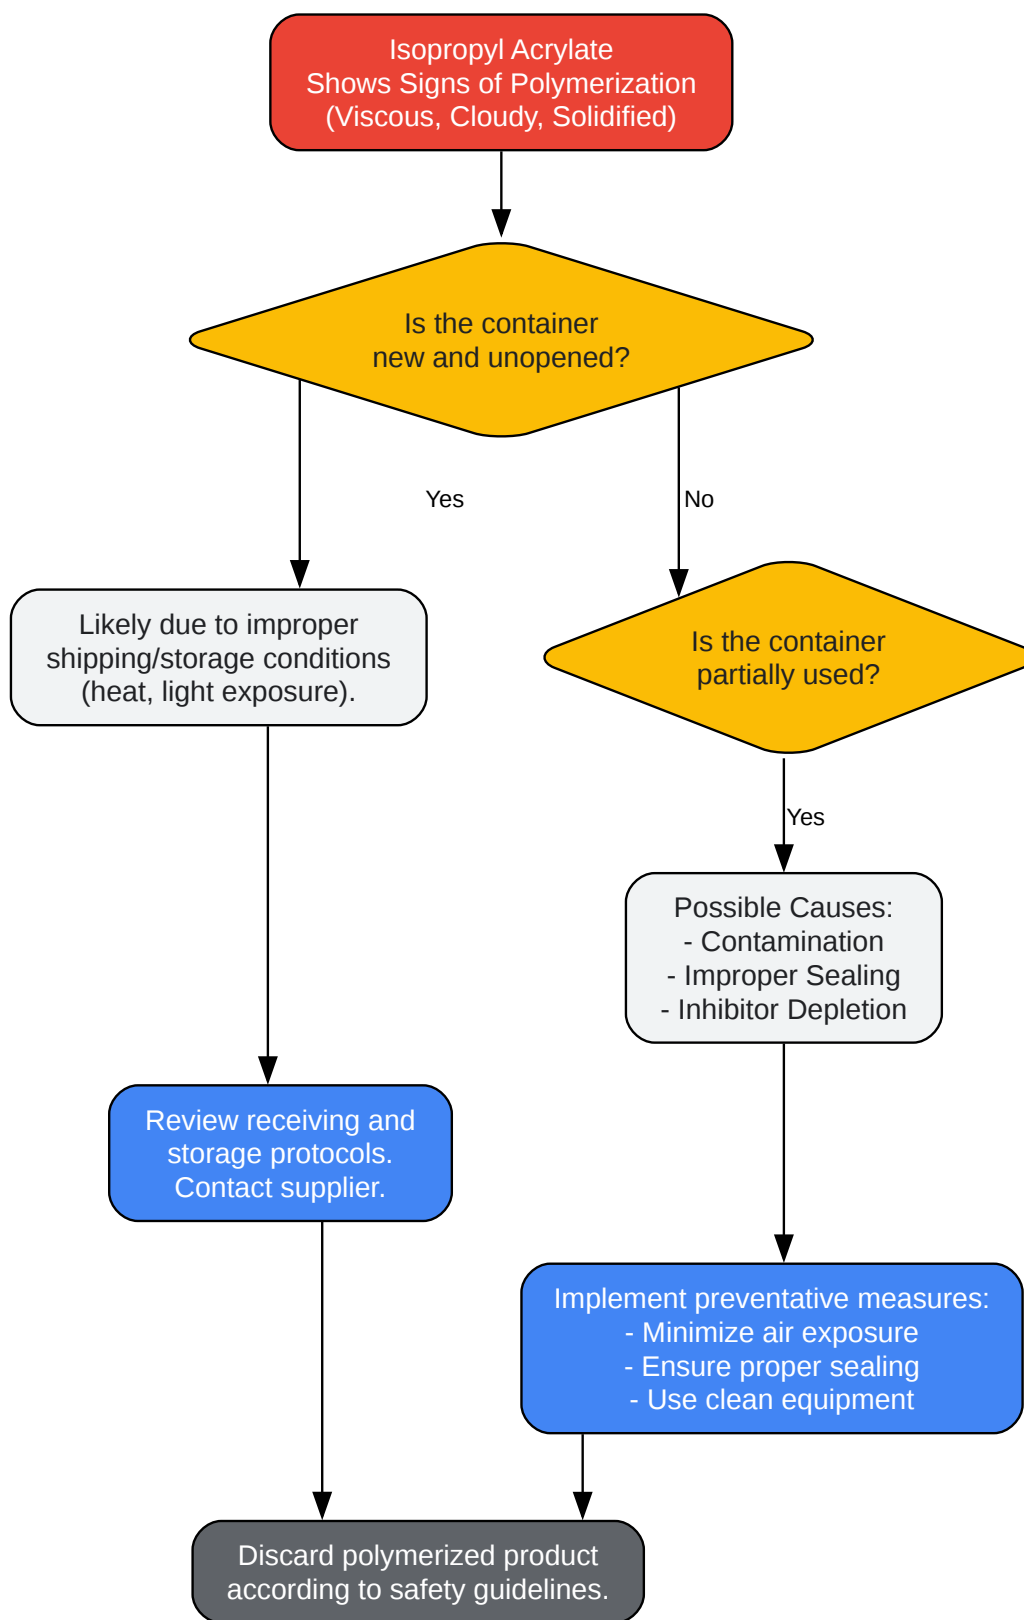 Isopropyl Acrylate
Shows Signs of Polymerization
(Viscous, Cloudy, Solidified)
Is the container
new and unopened?
Yes
No
Likely due to improper
shipping/storage conditions
(heat, light exposure).
Is the container
partially used?
Yes
Possible Causes:
- Contamination
- Improper Sealing
- Inhibitor Depletion
Review receiving and
storage protocols.
Contact supplier.
Implement preventative measures:
- Minimize air exposure
- Ensure proper sealing
- Use clean equipment
Discard polymerized product
according to safety guidelines.